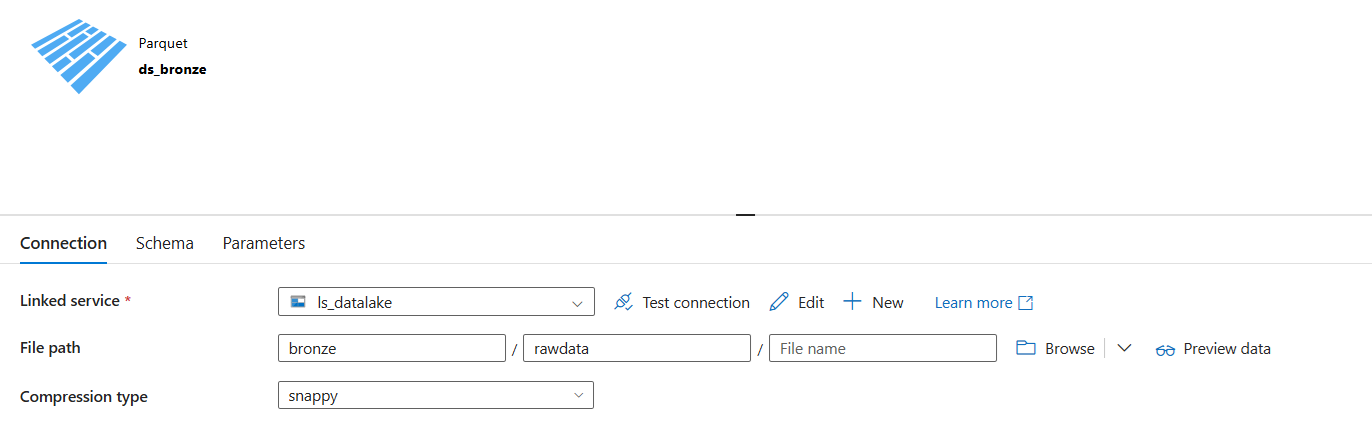 Parquet
ds_bronze
Connection Schema Parameters
Linked service * ls_datalake Test connection Edit New Learn more
File path bronze / rawdata / File name Browse Preview data
Compression type snappy